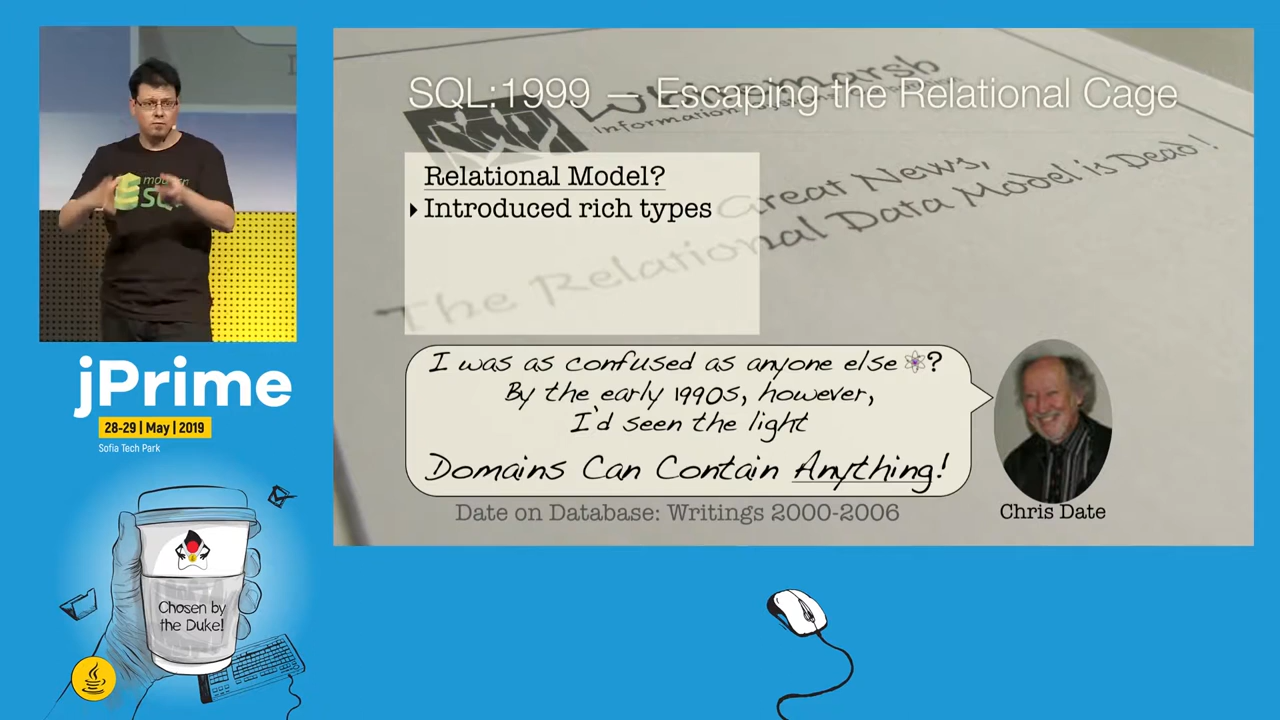 modern
SQL
jPrime
28-29 | May | 2019
Sofia Tech Park
Chosen by
the Duke!
SQL:1999 — Escaping the Relational Cage
Great News,
The Relational Data Model is Dead!
Relational Model?
Introduced rich types
I was as confused as anyone else ?
By the early 1990s, however,
I'd seen the light
Domains Can Contain Anything!
Date on Database: Writings 2000-2006
Chris Date